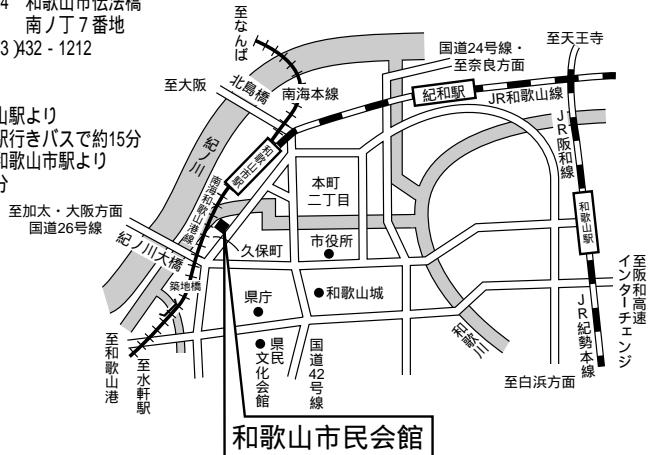 4 和歌山市伝法橋
南ノ丁7番地
3)432-1212
山駅より
駅行きバスで約15分
和歌山市駅より
分
至なんば
至大阪
北島橋
南海本線
国道24号線・
至奈良方面
至天王寺
紀和駅
JR和歌山線
JR阪和線
紀ノ川
和歌山市駅
南海和歌山港線
本町
二丁目
和歌山駅
至加太・大阪方面
国道26号線
紀ノ川大橋
久保町
市役所
築地橋
県庁
和歌山城
至阪和高速
インターチェンジ
至和歌山港
至水軒駅
県民
文化会館
国道42号線
和歌川
JR紀勢本線
至白浜方面
和歌山市民会館